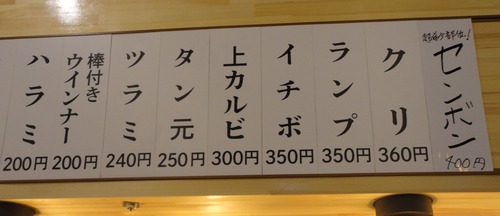 超希少部位!
センボン
400円
クリ
360円
ランプ
350円
イチボ
350円
上カルビ
300円
タン元
250円
ツラミ
240円
棒付き
ウインナー
200円
ハラミ
200円